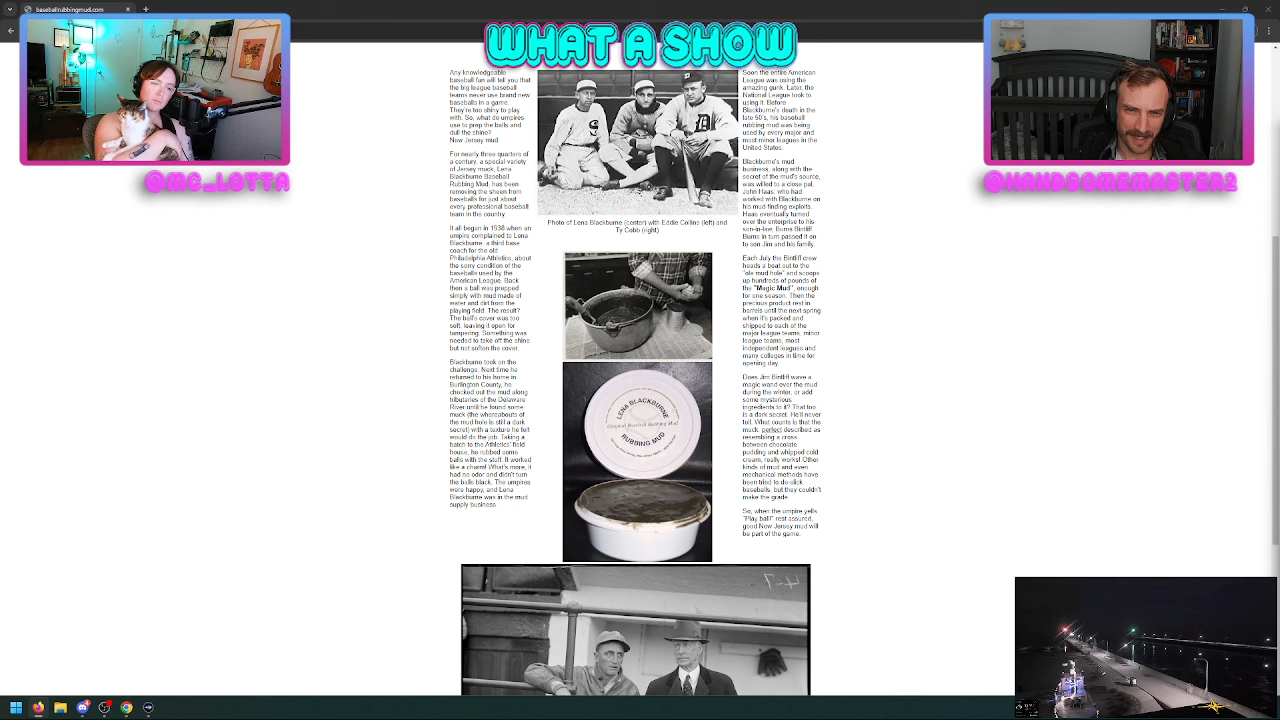 baseballrubbingmud.com
WHAT A SHOW
@MC_LOTTA
@HANDSOMEMASTER2
Any knowledgeable
baseball fan will tell you that
the big league baseball
teams never use brand new
baseballs in a game.
They're too shiny to play
with. So, what do umpires
use to prep the balls and
dull the shine?
New Jersey mud.
For nearly three quarters of
a century, a special variety
of Jersey muck, Lena
Blackburne Baseball
Rubbing Mud, has been
removing the sheen from
baseballs for just about
every professional baseball
team in the country.
It all began in 1938 when an
umpire complained to Lena
Blackburne, a third base
coach for the old
Philadelphia Athletics, about
the sorry condition of the
baseballs used by the
American League. Back
then a ball was prepped
simply with mud made of
water and dirt from the
playing field. The result?
The ball's cover was too
soft, leaving it open for
tampering. Something was
needed to take off the shine
but not soften the cover.
Blackburne took on the
challenge. Next time he
returned to his home in
Burlington County, he
checked out the mud along
tributaries of the Delaware
River until he found some
muck (the whereabouts of
the mud hole is still a dark
secret) with a texture he felt
would do the job. Taking a
batch to the Athletics' field
house, he rubbed some
balls with the stuff. It worked
like a charm! What's more, it
had no odor and didn't turn
the balls black. The umpires
were happy, and Lena
Blackburne was in the mud
supply business.
Photo of Lena Blackburne (center) with Eddie Collins (left) and
Ty Cobb (right)
LENA BLACKBURNE
Original Baseball Rubbing Mud
RUBBING MUD
Soon the entire American
League was using the
amazing gunk. Later, the
National League took to
using it. Before
Blackburne's death in the
late 50's, his baseball
rubbing mud was being
used by every major and
most minor leagues in the
United States.
Blackburne's mud
business, along with the
secret of the mud's source,
was willed to a close pal,
John Haas, who had
worked with Blackburne on
his mud-finding exploits.
Haas eventually turned
over the enterprise to his
son-in-law, Burns Bintliff.
Burns in turn passed it on
to son Jim and his family.
Each July the Bintliff crew
heads a boat out to the
"ole mud hole" and scoops
up hundreds of pounds of
the "Magic Mud", enough
for one season. Then the
precious product rest in
barrels until the next spring
when it's packed and
shipped to each of the
major league teams, minor
league teams, most
independent leagues and
many colleges in time for
opening day.
Does Jim Bintliff wave a
magic wand over the mud
during the winter, or add
some mysterious
ingredients to it? That too
is a dark secret. He'll never
tell. What counts is that the
muck, perfect described as
resembling a cross
between chocolate
pudding and whipped cold
cream, really works! Other
kinds of mud and even
mechanical methods have
been tried to de-slick
baseballs, but they couldn't
make the grade.
So, when the umpire yells
"Play ball!" rest assured;
good New Jersey mud will
be part of the game.